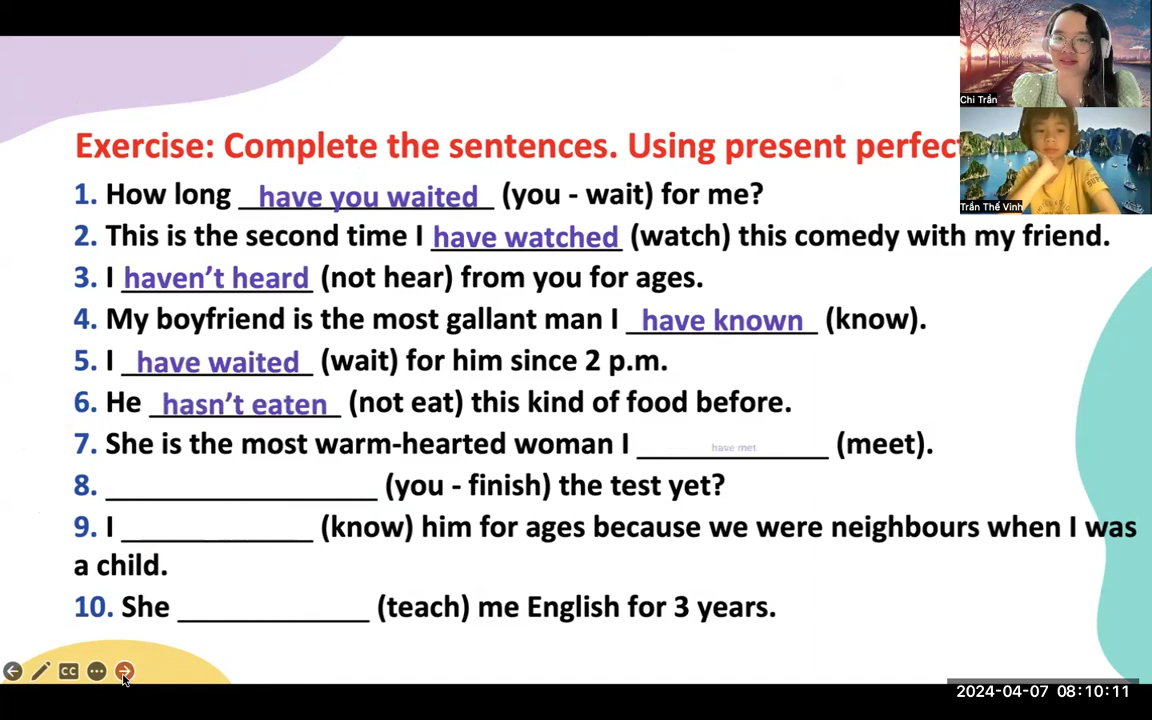 Exercise: Complete the sentences. Using present perfect
1. How long have you waited (you - wait) for me?
2. This is the second time I have watched (watch) this comedy with my friend.
3. I haven’t heard (not hear) from you for ages.
4. My boyfriend is the most gallant man I have known (know).
5. I have waited (wait) for him since 2 p.m.
6. He hasn’t eaten (not eat) this kind of food before.
7. She is the most warm-hearted woman I have met (meet).
8. ____________________ (you - finish) the test yet?
9. I ______________ (know) him for ages because we were neighbours when I was
a child.
10. She ______________ (teach) me English for 3 years.
Chi Trần
Trần Thế Vinh
CC
2024-04-07 08:10:11